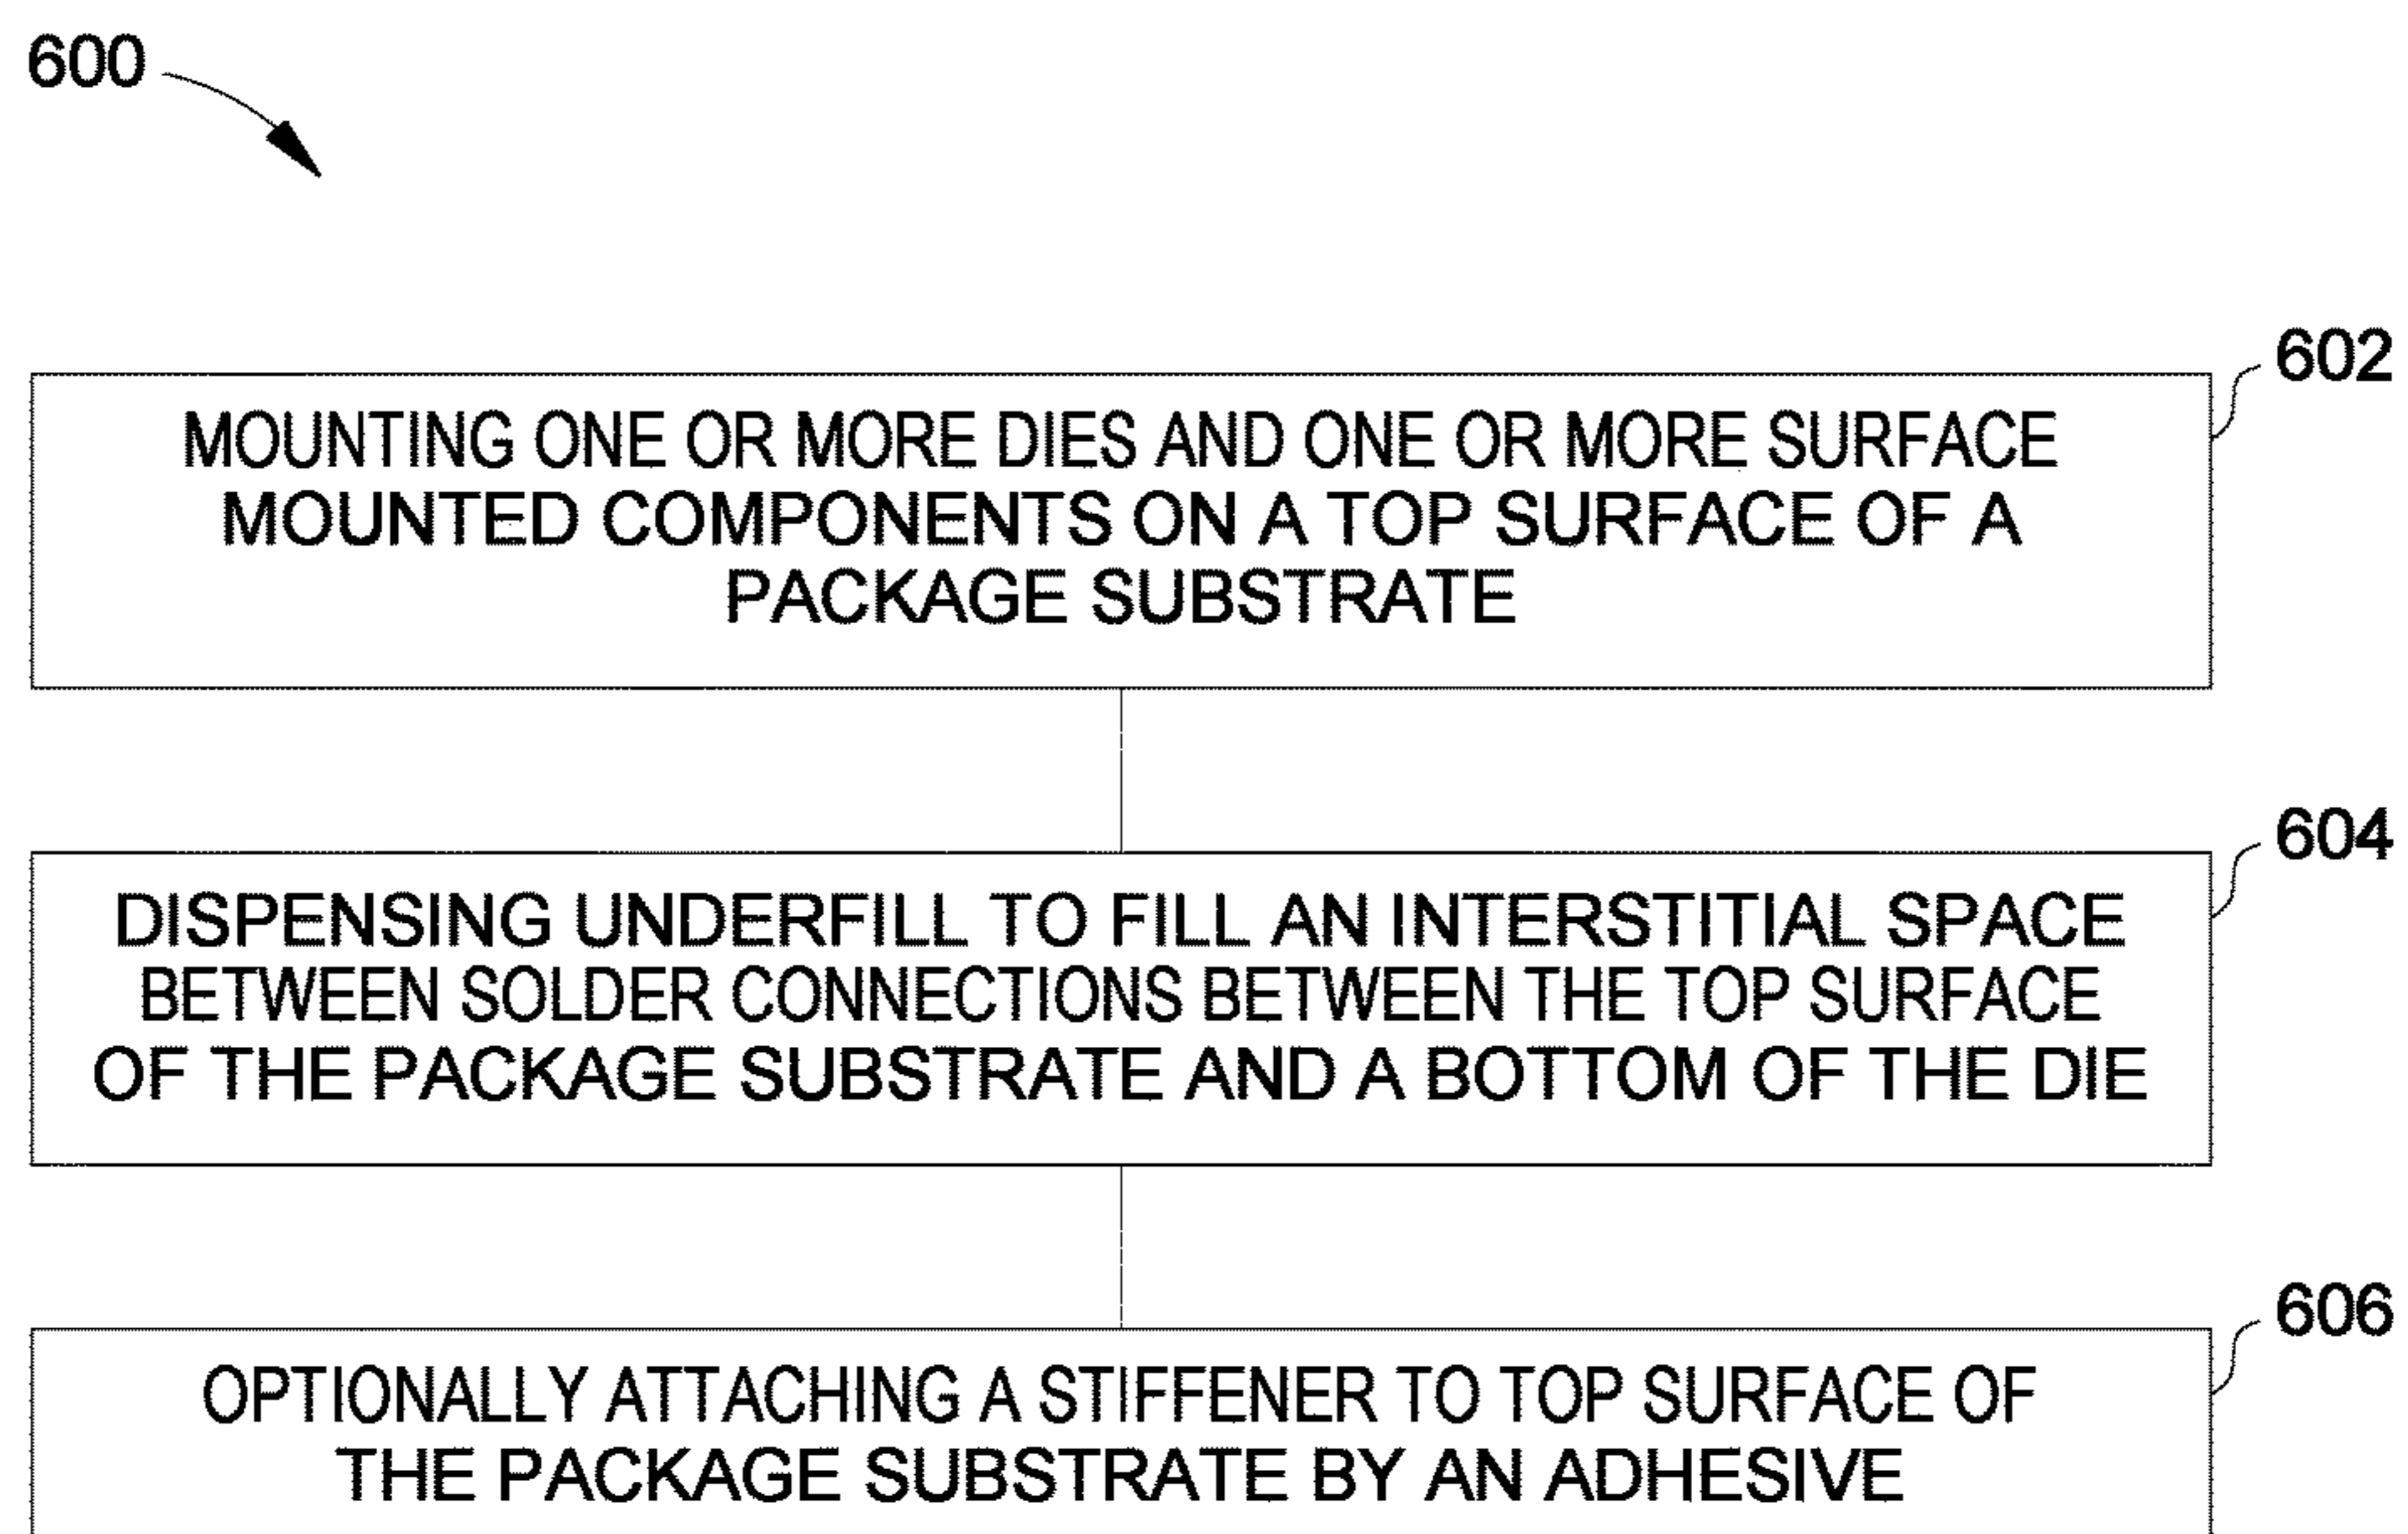 600
602
MOUNTING ONE OR MORE DIES AND ONE OR MORE SURFACE
MOUNTED COMPONENTS ON A TOP SURFACE OF A
PACKAGE SUBSTRATE
604
DISPENSING UNDERFILL TO FILL AN INTERSTITIAL SPACE
BETWEEN SOLDER CONNECTIONS BETWEEN THE TOP SURFACE
OF THE PACKAGE SUBSTRATE AND A BOTTOM OF THE DIE
606
OPTIONALLY ATTACHING A STIFFENER TO TOP SURFACE OF
THE PACKAGE SUBSTRATE BY AN ADHESIVE